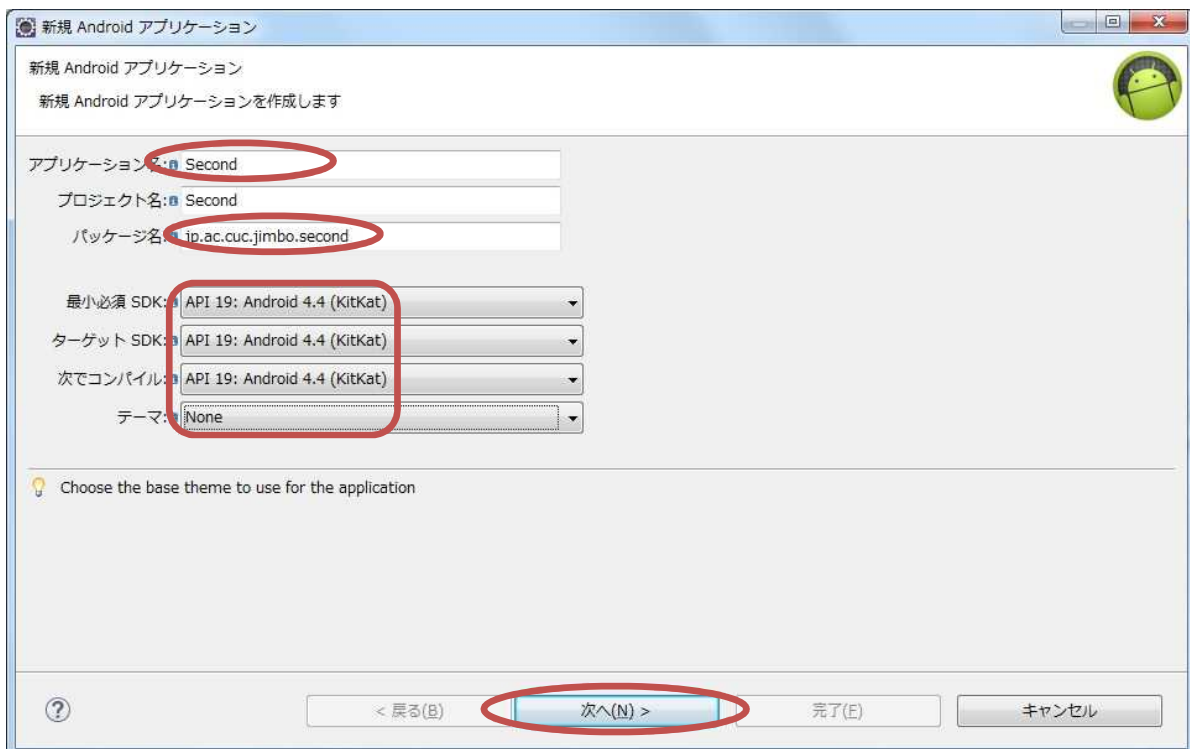 新規 Android アプリケーション
新規 Android アプリケーション
新規 Android アプリケーションを作成します
アプリケーション名: Second
プロジェクト名: Second
パッケージ名: jp.ac.cuc.jimbo.second
最小必須 SDK: API 19: Android 4.4 (KitKat)
ターゲット SDK: API 19: Android 4.4 (KitKat)
次でコンパイル: API 19: Android 4.4 (KitKat)
テーマ: None
Choose the base theme to use for the application
? < 戻る(B) 次へ(N) > 完了(F) キャンセル